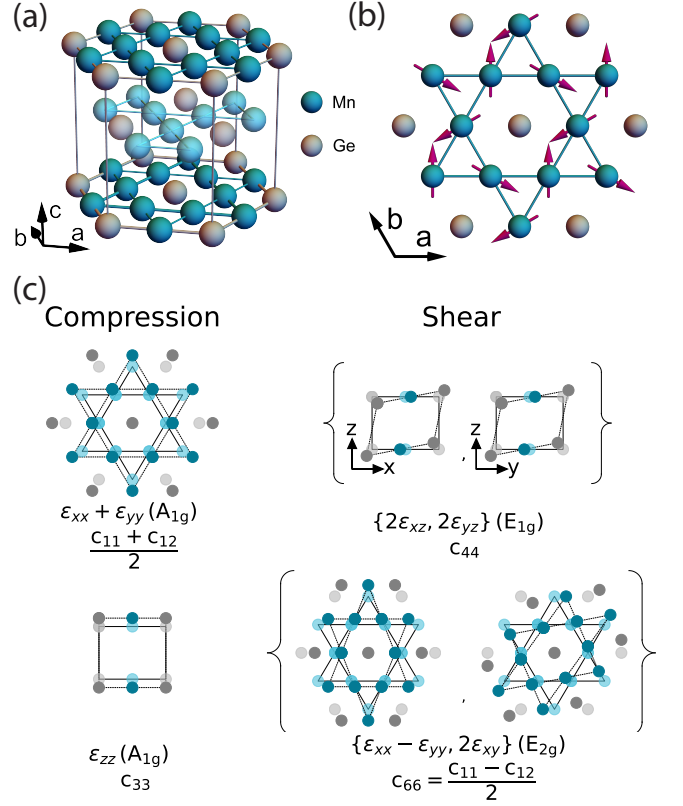 (a)
(b)
Mn
Ge
c
b
a
b
a
(c)
Compression
Shear
z
x
,
z
y
εxx + εyy (A1g)
c11 + c12
2
{2εxz, 2εyz} (E1g)
c44
,
εzz (A1g)
c33
{εxx − εyy, 2εxy} (E2g)
c66 = c11 − c12
2